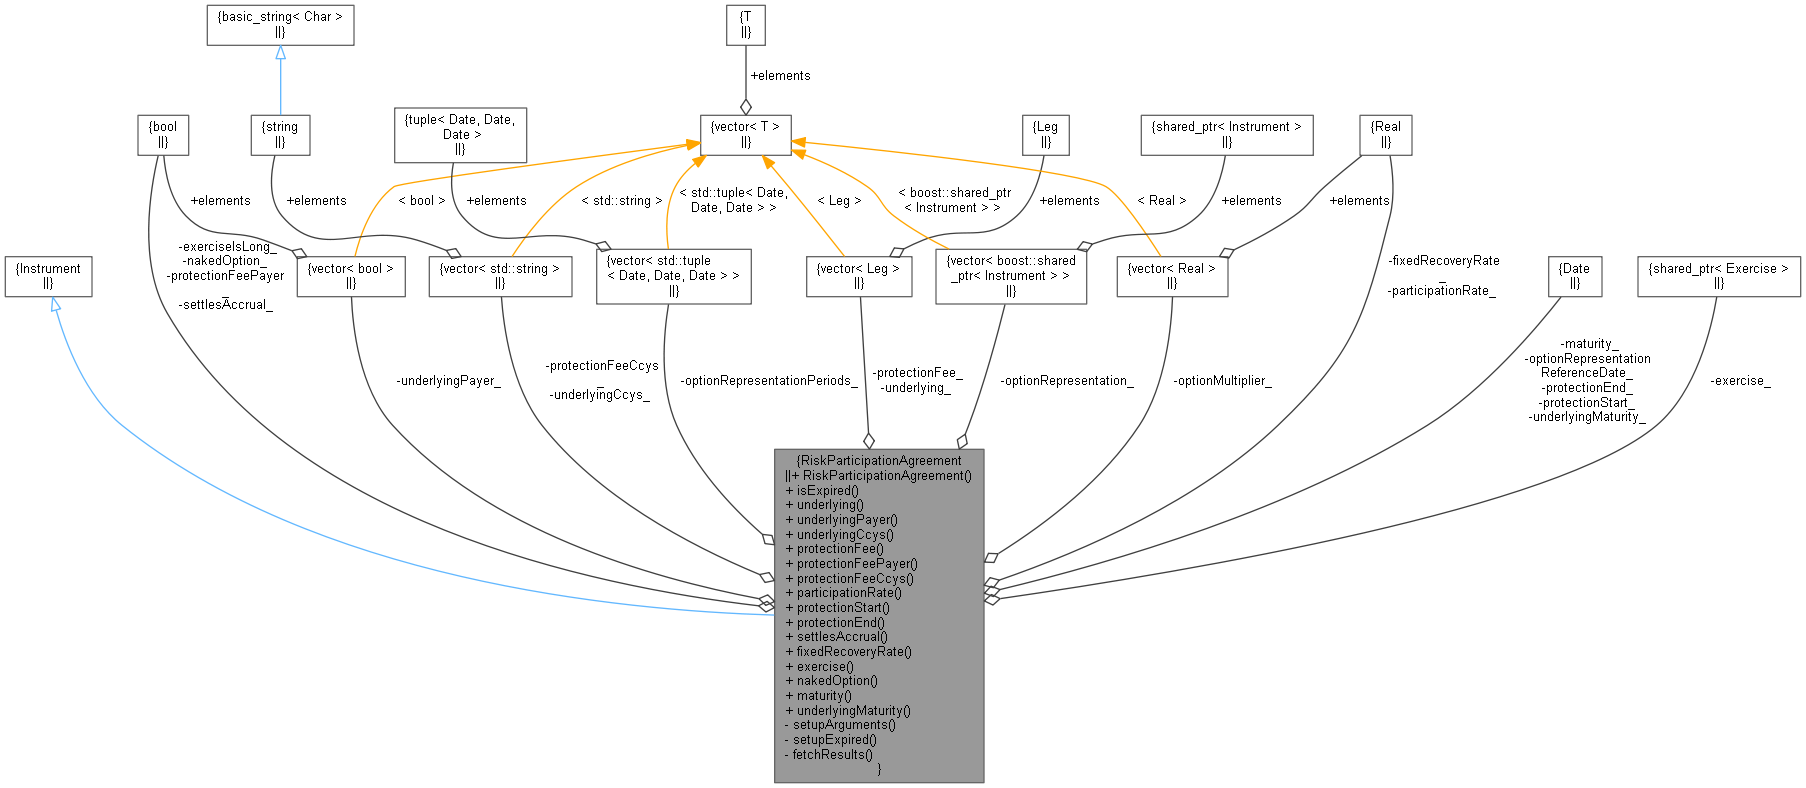 {basic_string< Char >
||}
{T
||}
+elements
{bool
||}
{string
||}
{tuple< Date, Date,
Date >
||}
{vector< T >
||}
{Leg
||}
{shared_ptr< Instrument >
||}
{Real
||}
+elements
+elements
+elements
< bool >
< std::string >
< std::tuple< Date,
Date, Date > >
< Leg >
< boost::shared_ptr
< Instrument > >
+elements
+elements
< Real >
+elements
-exerciseIsLong_
-nakedOption_
-protectionFeePayer
_
-settlesAccrual_
-fixedRecoveryRate
_
-participationRate_
{Instrument
||}
{vector< bool >
||}
{vector< std::string >
||}
{vector< std::tuple
< Date, Date, Date > >
||}
{vector< Leg >
||}
{vector< boost::shared
_ptr< Instrument > >
||}
{vector< Real >
||}
{Date
||}
{shared_ptr< Exercise >
||}
-underlyingPayer_
-protectionFeeCcys
_
-underlyingCcys_
-optionRepresentationPeriods_
-protectionFee_
-underlying_
-optionRepresentation_
-optionMultiplier_
-maturity_
-optionRepresentation
ReferenceDate_
-protectionEnd_
-protectionStart_
-underlyingMaturity_
-exercise_
{RiskParticipationAgreement
||+ RiskParticipationAgreement()
+ isExpired()
+ underlying()
+ underlyingPayer()
+ underlyingCcys()
+ protectionFee()
+ protectionFeePayer()
+ protectionFeeCcys()
+ participationRate()
+ protectionStart()
+ protectionEnd()
+ settlesAccrual()
+ fixedRecoveryRate()
+ exercise()
+ nakedOption()
+ maturity()
+ underlyingMaturity()
- setupArguments()
- setupExpired()
- fetchResults()
}